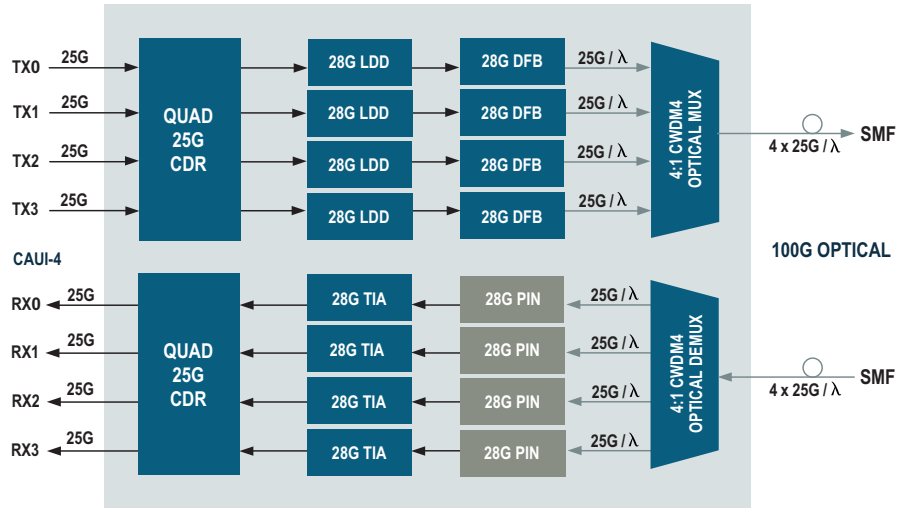 TX0 25G 28G LDD 28G DFB 25G / λ
TX1 25G 28G LDD 28G DFB 25G / λ
TX2 25G 28G LDD 28G DFB 25G / λ
TX3 25G 28G LDD 28G DFB 25G / λ
QUAD
25G
CDR
4:1 CWDM4
OPTICAL MUX
SMF
4 x 25G / λ
CAUI-4
100G OPTICAL
RX0 25G 28G TIA 28G PIN 25G / λ
RX1 25G 28G TIA 28G PIN 25G / λ
RX2 25G 28G TIA 28G PIN 25G / λ
RX3 25G 28G TIA 28G PIN 25G / λ
QUAD
25G
CDR
4:1 CWDM4
OPTICAL DEMUX
SMF
4 x 25G / λ